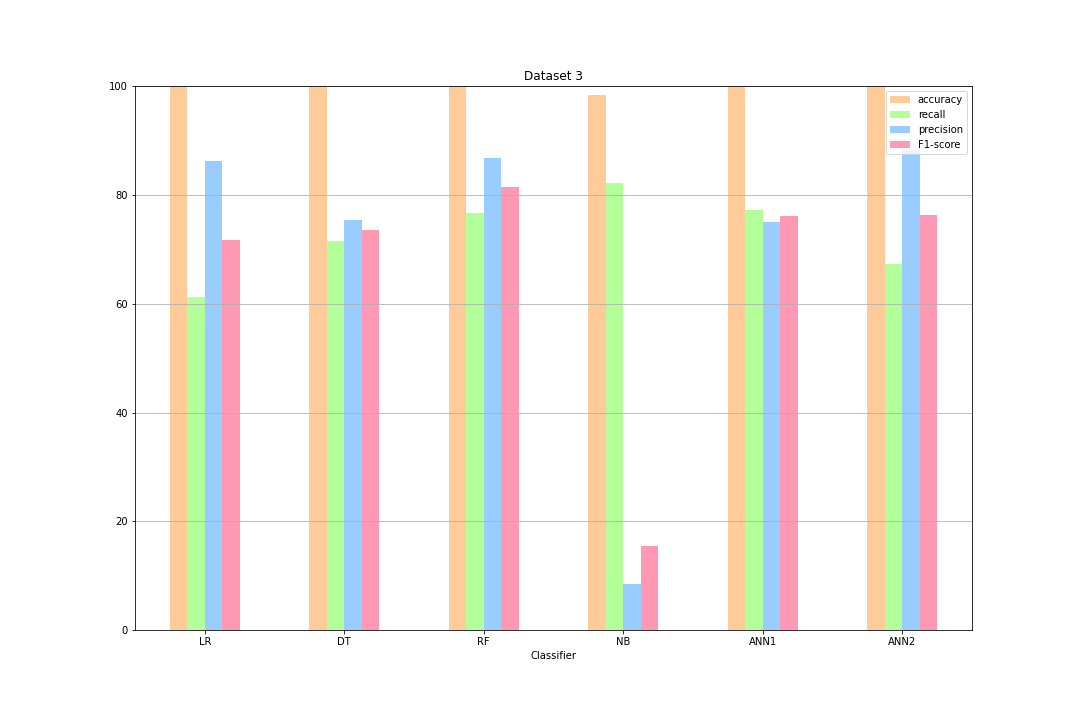 Dataset 3
100
80
60
40
20
0
accuracy
recall
precision
F1-score
LR DT RF NB ANN1 ANN2
Classifier